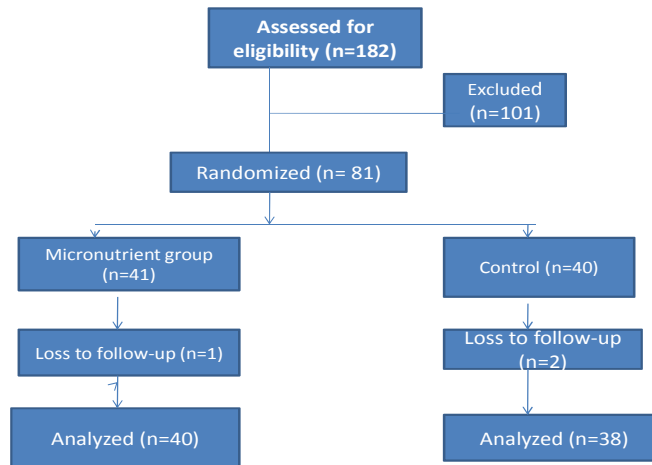 Assessed for
eligibility (n=182)
Excluded
(n=101)
Randomized (n= 81)
Micronutrient group
(n=41)
Control (n=40)
Loss to follow-up (n=1)
Loss to follow-up
(n=2)
Analyzed (n=40)
Analyzed (n=38)